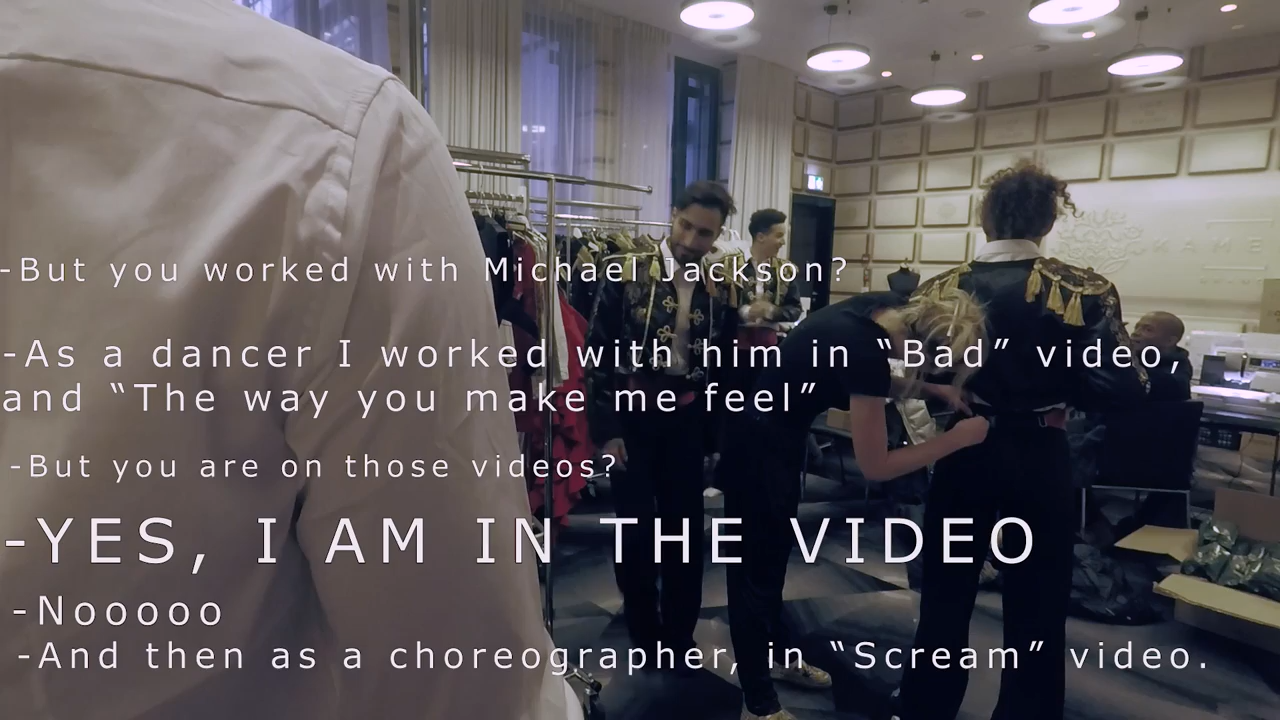 -But you worked with Michael Jackson?
-As a dancer I worked with him in “Bad” video,
and “The way you make me feel”
-But you are on those videos?
-YES, I AM IN THE VIDEO
-Nooooo
-And then as a choreographer, in “Scream” video.